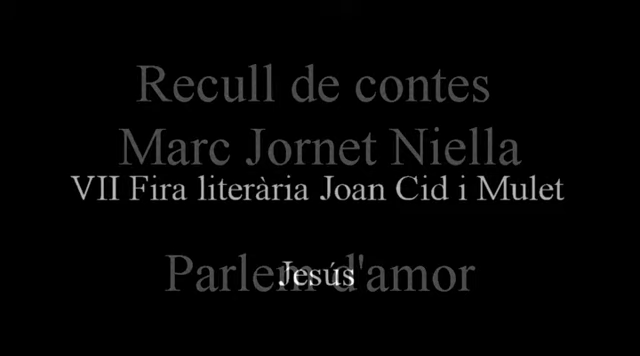 Recull de contes
Marc Jornet Niella
VII Fira literària Joan Cid i Mulet
Parlem d'amor
Jesús